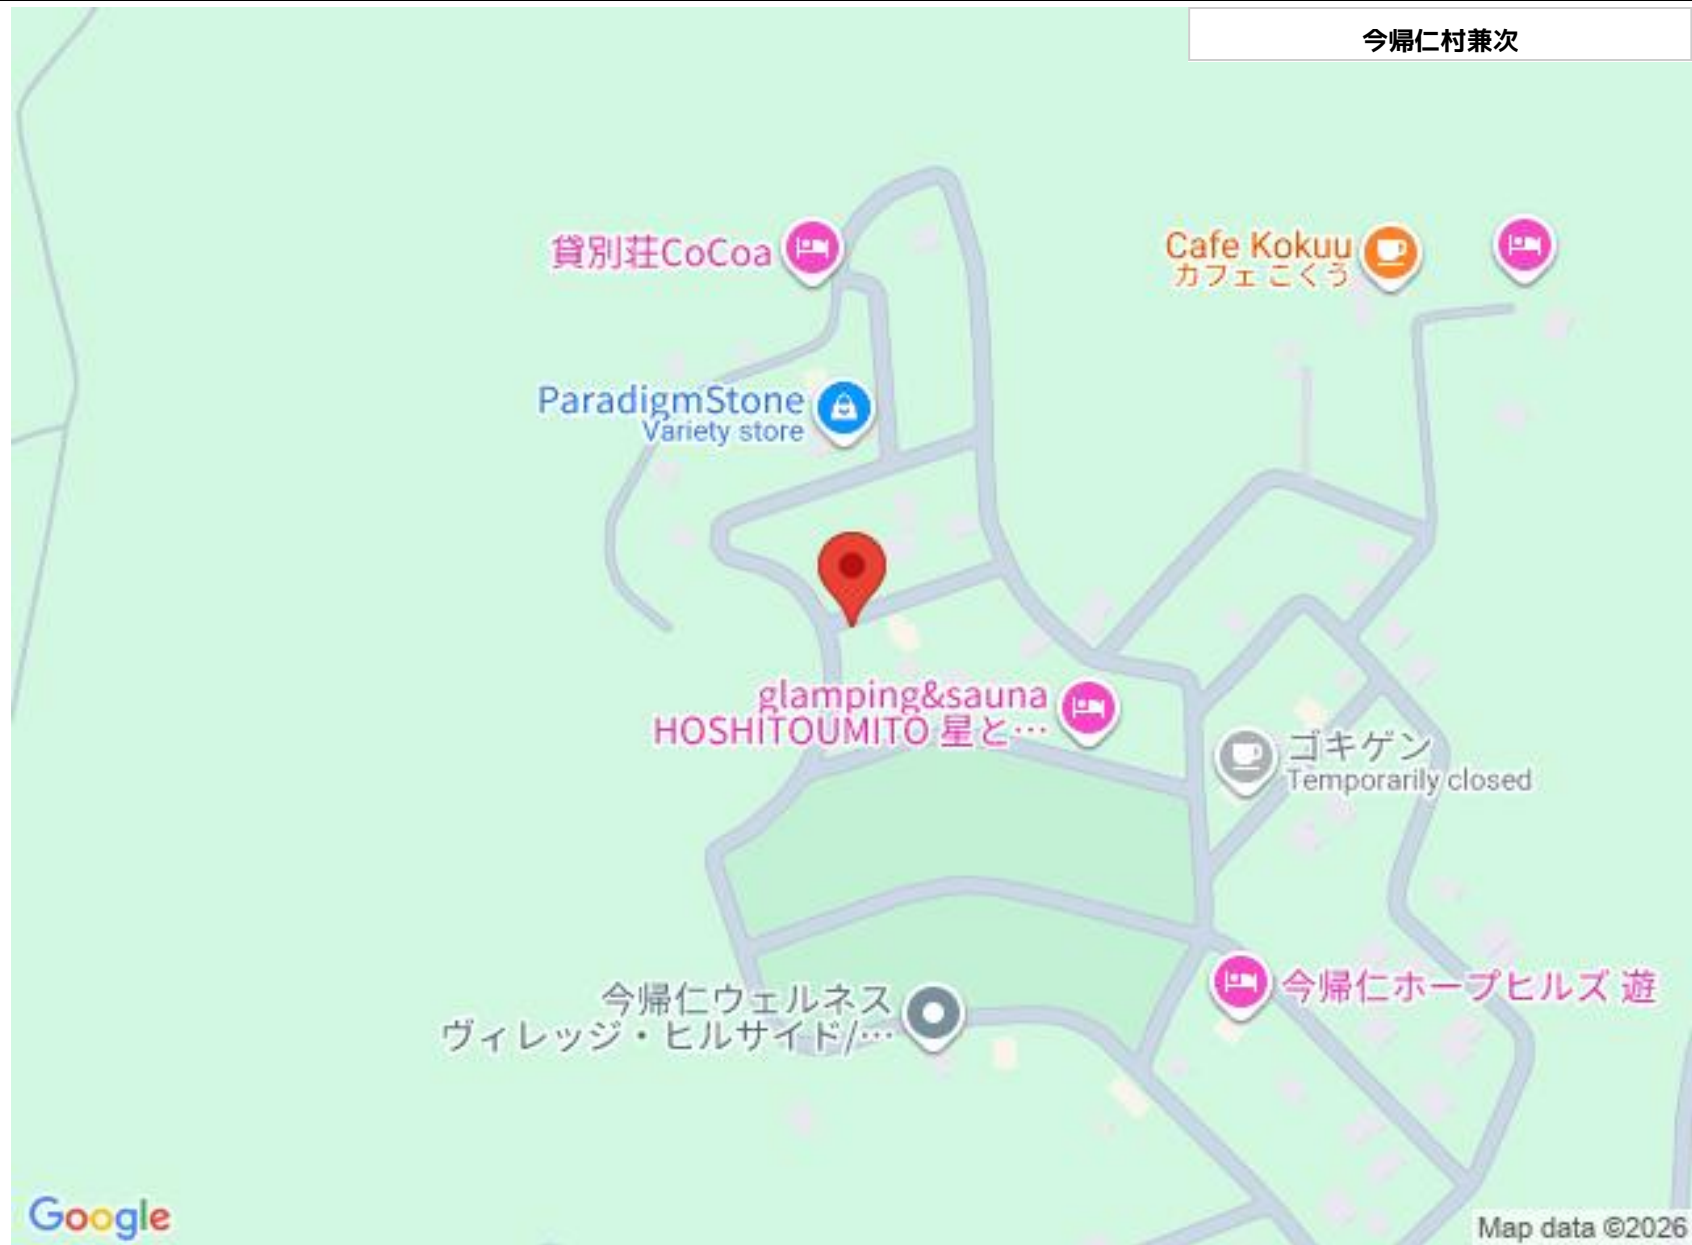 今帰仁村兼次
貸別荘CoCoa
Cafe Kokuu
カフェ こくう
ParadigmStone
Variety store
glamping&sauna
HOSHITOUMITO 星と…
ゴキゲン
Temporarily closed
今帰仁ホープヒルズ 遊
今帰仁ウェルネス
ヴィレッジ・ヒルサイド/…
Google
Map data ©2026